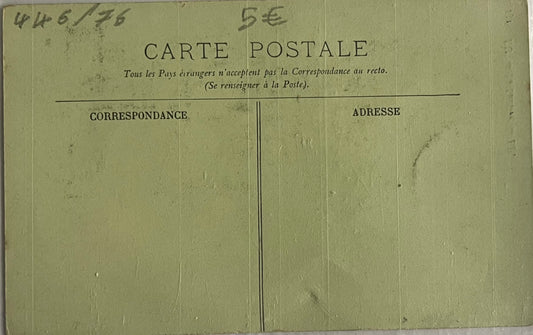 446/76 5€
CARTE POSTALE
Tous les Pays étrangers n'acceptent pas la Correspondance au recto.
(Se renseigner à la Poste).
CORRESPONDANCE
ADRESSE